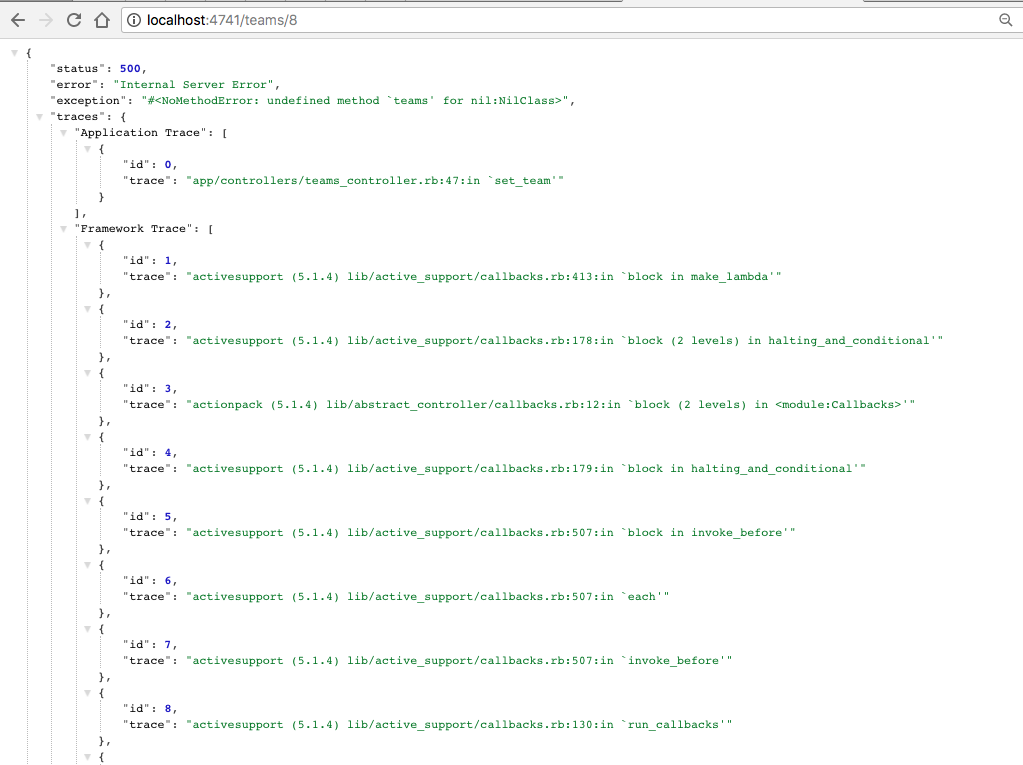 localhost:4741/teams/8
{
"status": 500,
"error": "Internal Server Error",
"exception": "#<NoMethodError: undefined method `teams' for nil:NilClass>",
"traces": {
"Application Trace": [
{
"id": 0,
"trace": "app/controllers/teams_controller.rb:47:in `set_team'"
}
],
"Framework Trace": [
{
"id": 1,
"trace": "activesupport (5.1.4) lib/active_support/callbacks.rb:413:in `block in make_lambda'"
},
{
"id": 2,
"trace": "activesupport (5.1.4) lib/active_support/callbacks.rb:178:in `block (2 levels) in halting_and_conditional'"
},
{
"id": 3,
"trace": "actionpack (5.1.4) lib/abstract_controller/callbacks.rb:12:in `block (2 levels) in <module:Callbacks>'"
},
{
"id": 4,
"trace": "activesupport (5.1.4) lib/active_support/callbacks.rb:179:in `block in halting_and_conditional'"
},
{
"id": 5,
"trace": "activesupport (5.1.4) lib/active_support/callbacks.rb:507:in `block in invoke_before'"
},
{
"id": 6,
"trace": "activesupport (5.1.4) lib/active_support/callbacks.rb:507:in `each'"
},
{
"id": 7,
"trace": "activesupport (5.1.4) lib/active_support/callbacks.rb:507:in `invoke_before'"
},
{
"id": 8,
"trace": "activesupport (5.1.4) lib/active_support/callbacks.rb:130:in `run_callbacks'"
},
{